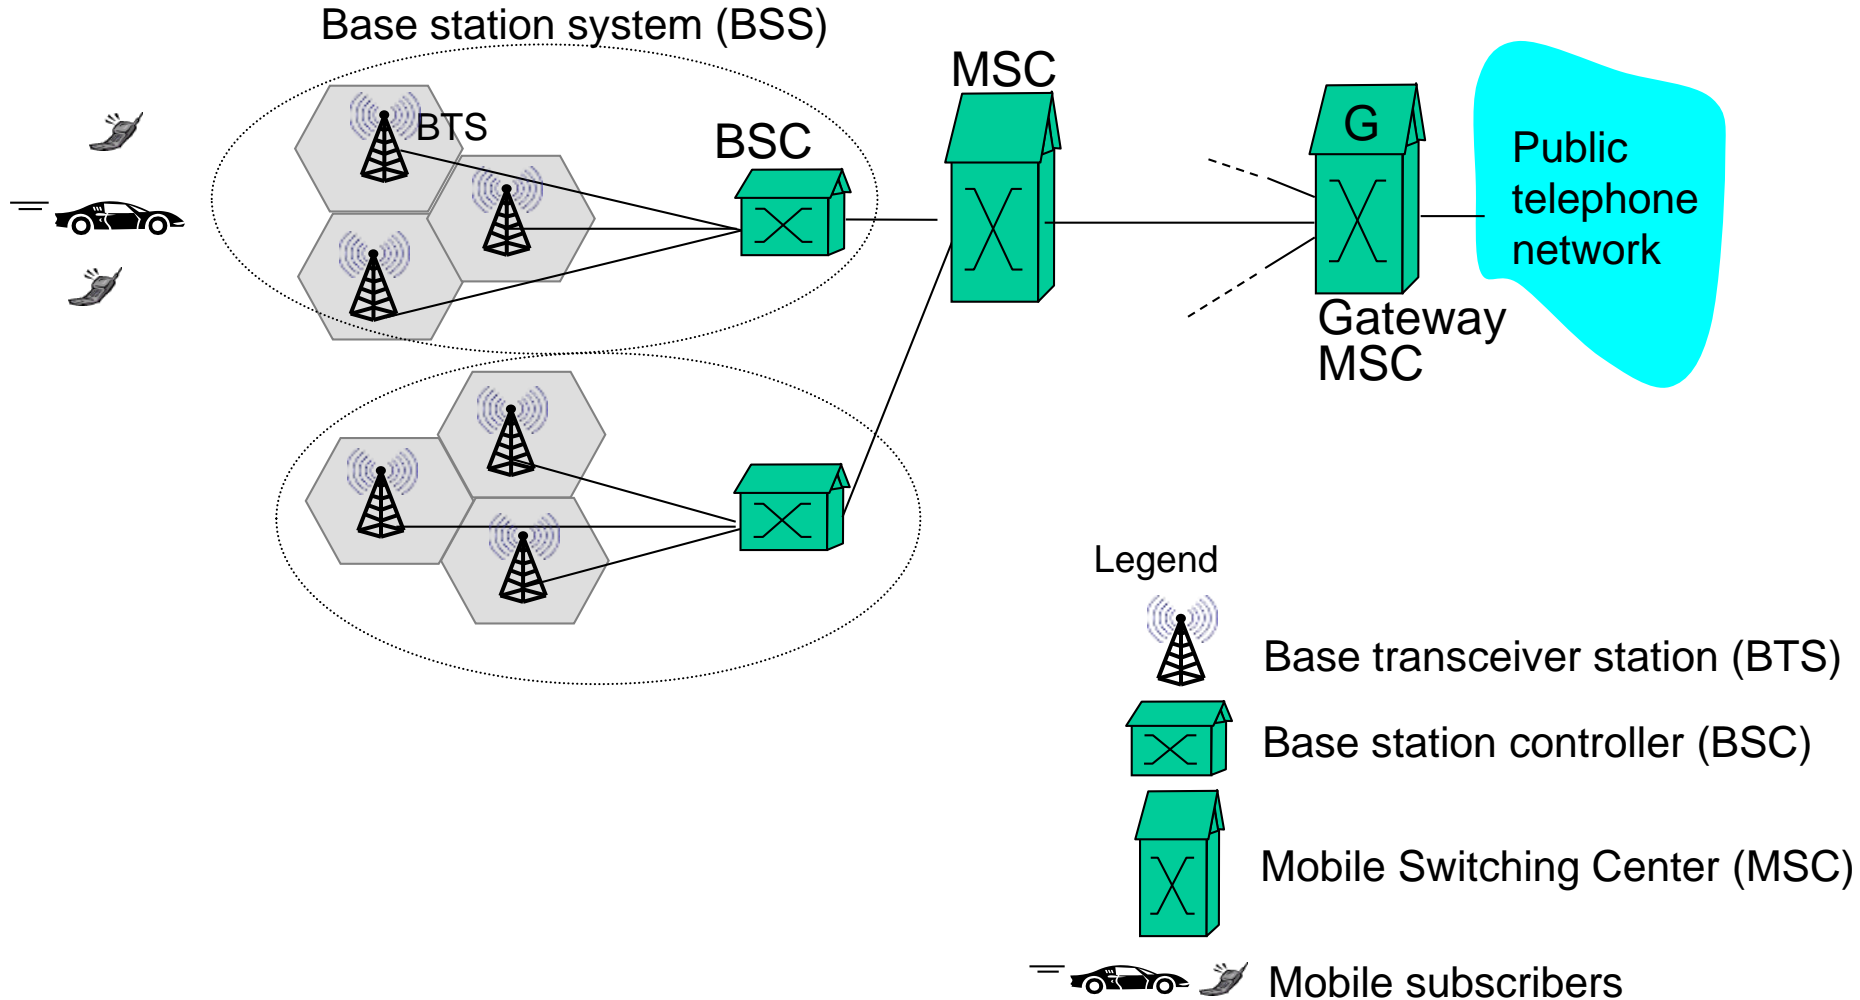 Base station system (BSS)
MSC
BTS
BSC
G
Public
telephone
network
Gateway
MSC
Legend
Base transceiver station (BTS)
Base station controller (BSC)
Mobile Switching Center (MSC)
Mobile subscribers